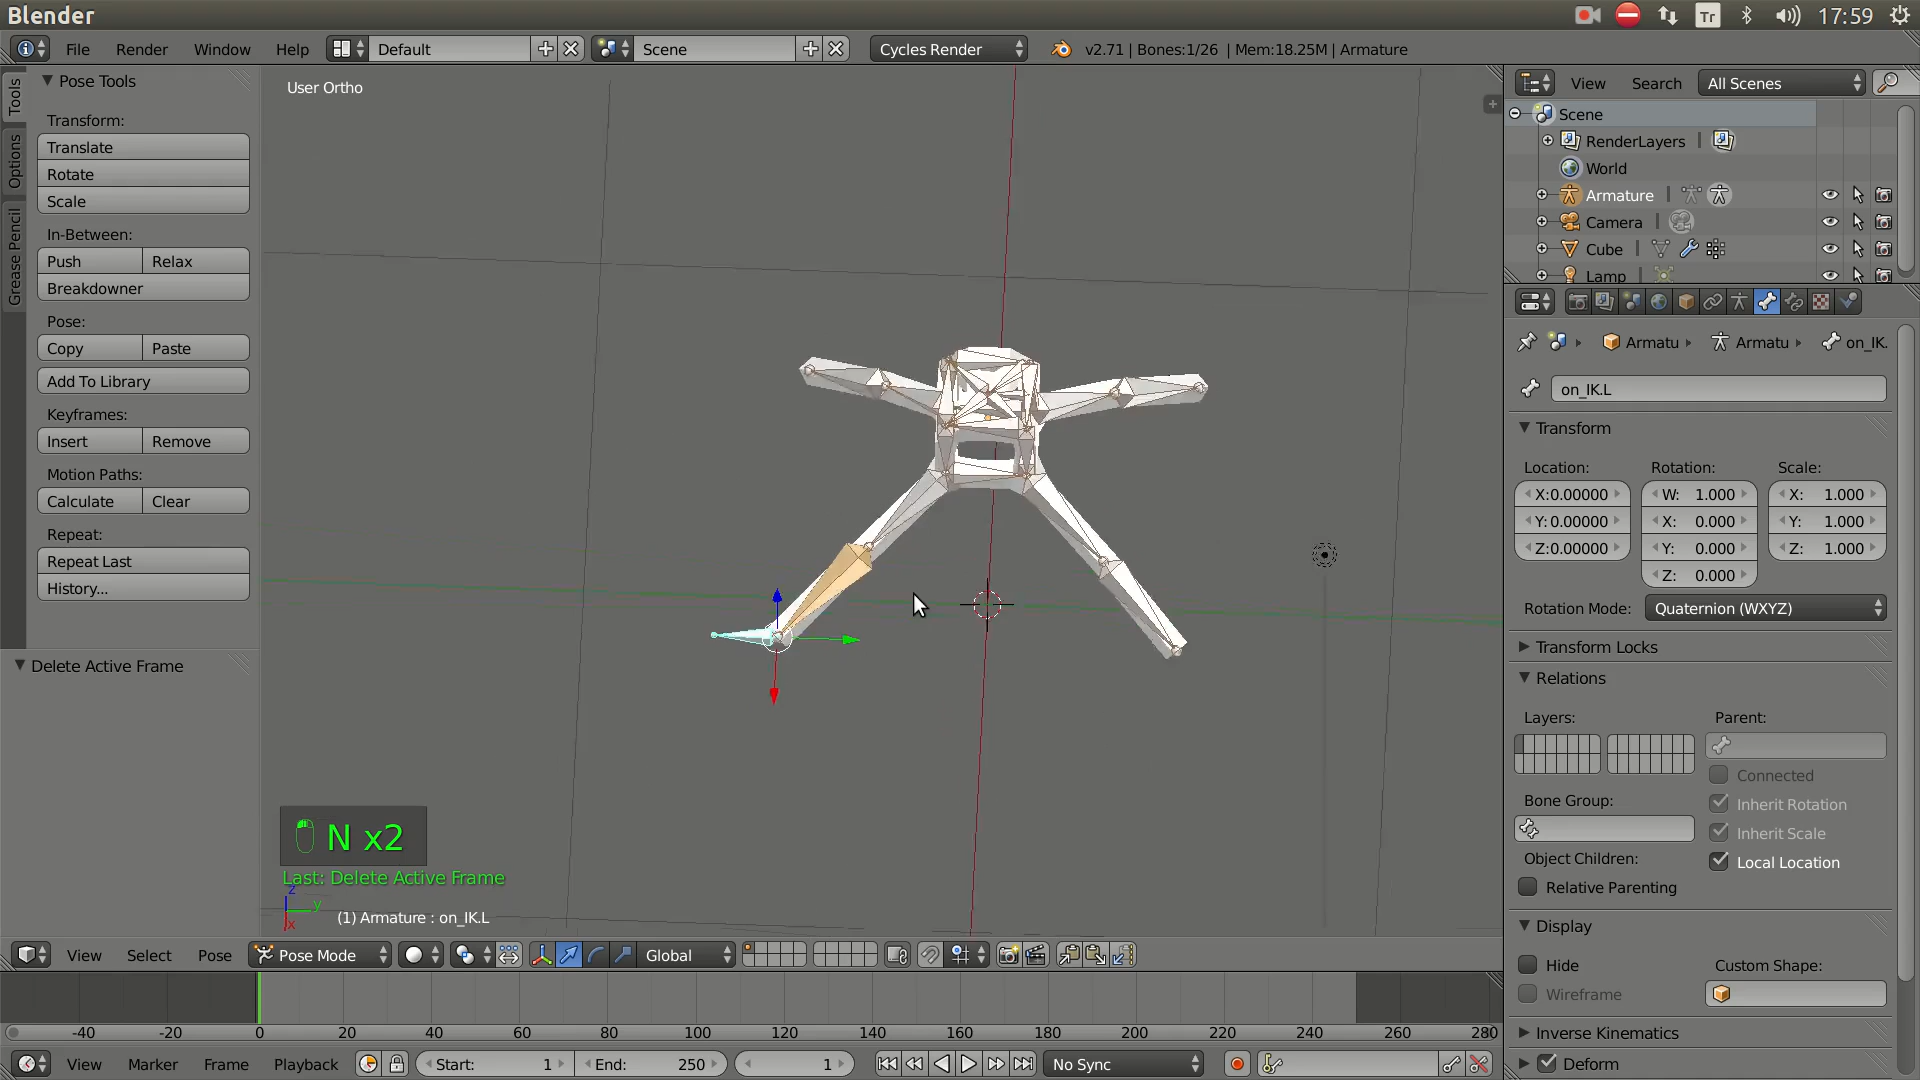 Blender
Tr
17:59
File
Render
Window
Help
Default
Scene
Cycles Render
v2.71 | Bones:1/26 | Mem:18.25M | Armature
Tools
Options
Grease Pencil
Pose Tools
Transform:
Translate
Rotate
Scale
In-Between:
Push
Relax
Breakdowner
Pose:
Copy
Paste
Add To Library
Keyframes:
Insert
Remove
Motion Paths:
Calculate
Clear
Repeat:
Repeat Last
History...
Delete Active Frame
User Ortho
N x2
Last: Delete Active Frame
z
y
x
(1) Armature : on_IK.L
View
Select
Pose
Pose Mode
Global
-40
-20
0
20
40
60
80
100
120
140
160
180
200
220
240
260
280
View
Marker
Frame
Playback
Start: 1
End: 250
1
No Sync
View
Search
All Scenes
Scene
RenderLayers
World
Armature
Camera
Cube
Lamp
Armatu
Armatu
on_IK.
on_IK.L
Transform
Location:
Rotation:
Scale:
X:0.00000
W: 1.000
X: 1.000
Y:0.00000
X: 0.000
Y: 1.000
Z:0.00000
Y: 0.000
Z: 1.000
Z: 0.000
Rotation Mode:
Quaternion (WXYZ)
Transform Locks
Relations
Layers:
Parent:
Connected
Bone Group:
Inherit Rotation
Inherit Scale
Object Children:
Local Location
Relative Parenting
Display
Hide
Custom Shape:
Wireframe
Inverse Kinematics
Deform